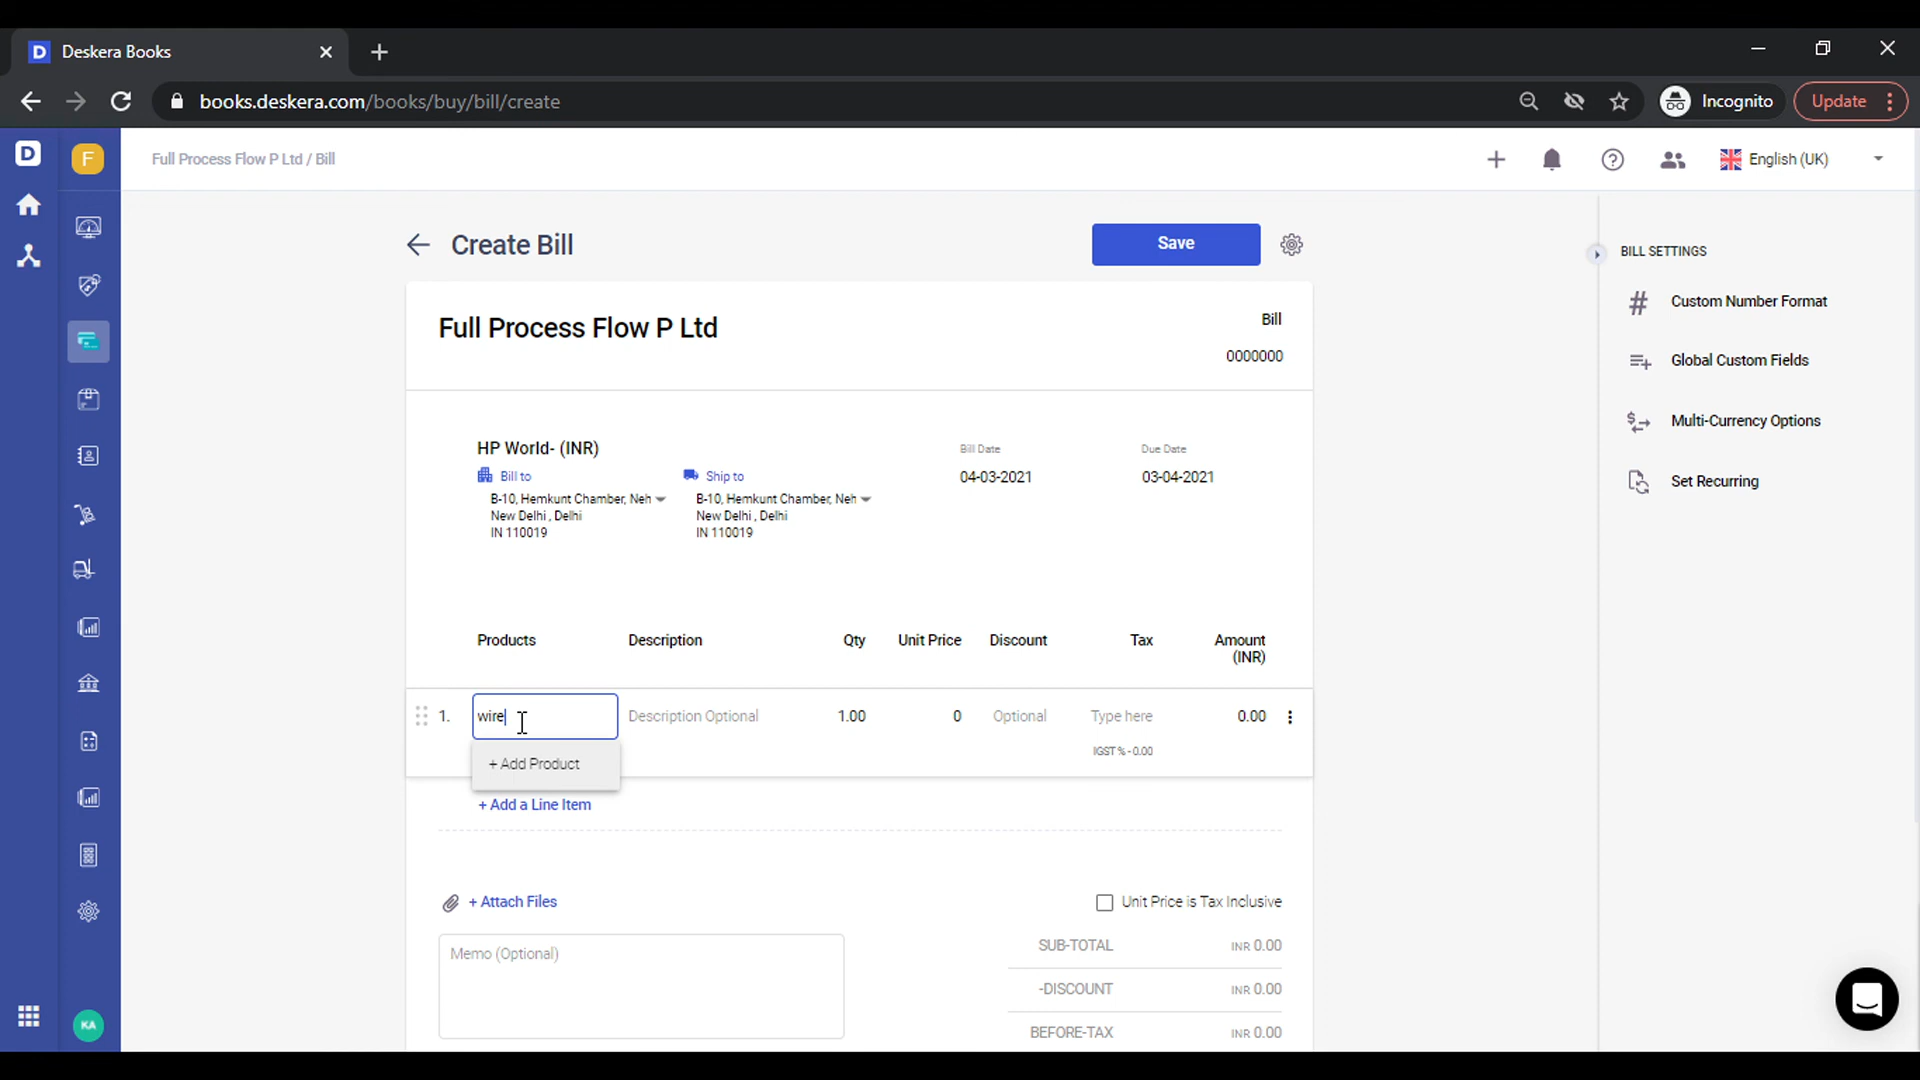 Deskera Books
books.deskera.com/books/buy/bill/create
Incognito
Update
D
F
Full Process Flow P Ltd / Bill
English (UK)
Create Bill
Save
BILL SETTINGS
Custom Number Format
Global Custom Fields
Multi-Currency Options
Set Recurring
Full Process Flow P Ltd
Bill
0000000
HP World- (INR)
Bill to
B-10, Hemkunt Chamber, Neh
New Delhi , Delhi
IN 110019
Ship to
B-10, Hemkunt Chamber, Neh
New Delhi , Delhi
IN 110019
Bill Date
04-03-2021
Due Date
03-04-2021
Products Description Qty Unit Price Discount Tax Amount (INR)
1. wire Description Optional 1.00 0 Optional Type here 0.00
IGST % - 0.00
+ Add Product
+ Add a Line Item
+ Attach Files
Unit Price is Tax Inclusive
Memo (Optional)
SUB-TOTAL INR 0.00
-DISCOUNT INR 0.00
BEFORE-TAX INR 0.00
KA